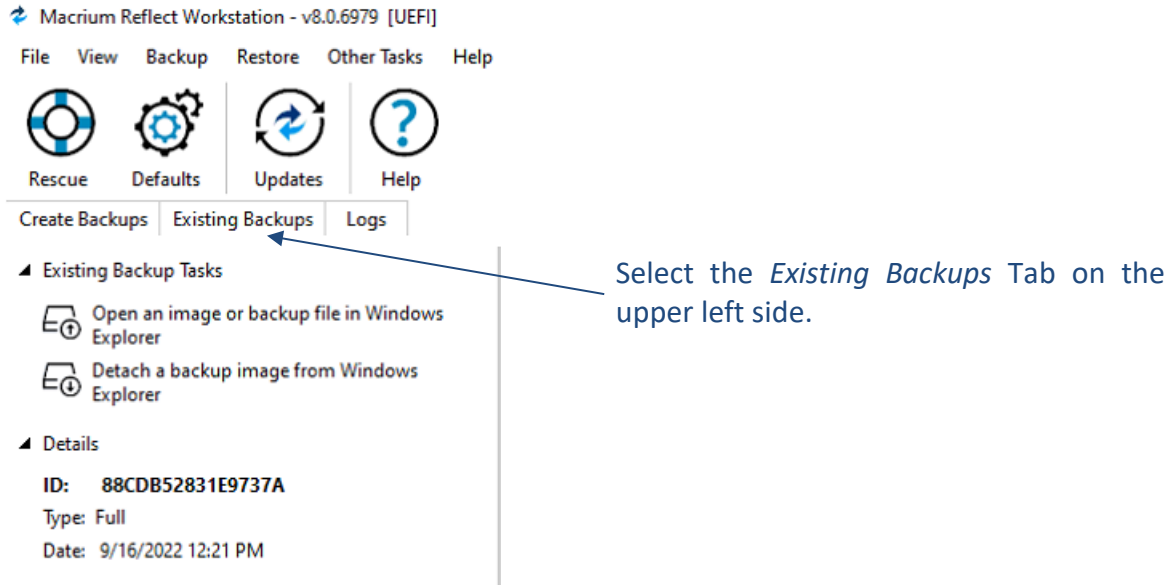 Macrium Reflect Workstation - v8.0.6979 [UEFI]
File View Backup Restore Other Tasks Help
Rescue Defaults Updates Help
Create Backups Existing Backups Logs
Existing Backup Tasks
Open an image or backup file in Windows
Explorer
Detach a backup image from Windows
Explorer
Details
ID: 88CDB52831E9737A
Type: Full
Date: 9/16/2022 12:21 PM
Select the Existing Backups Tab on the
upper left side.